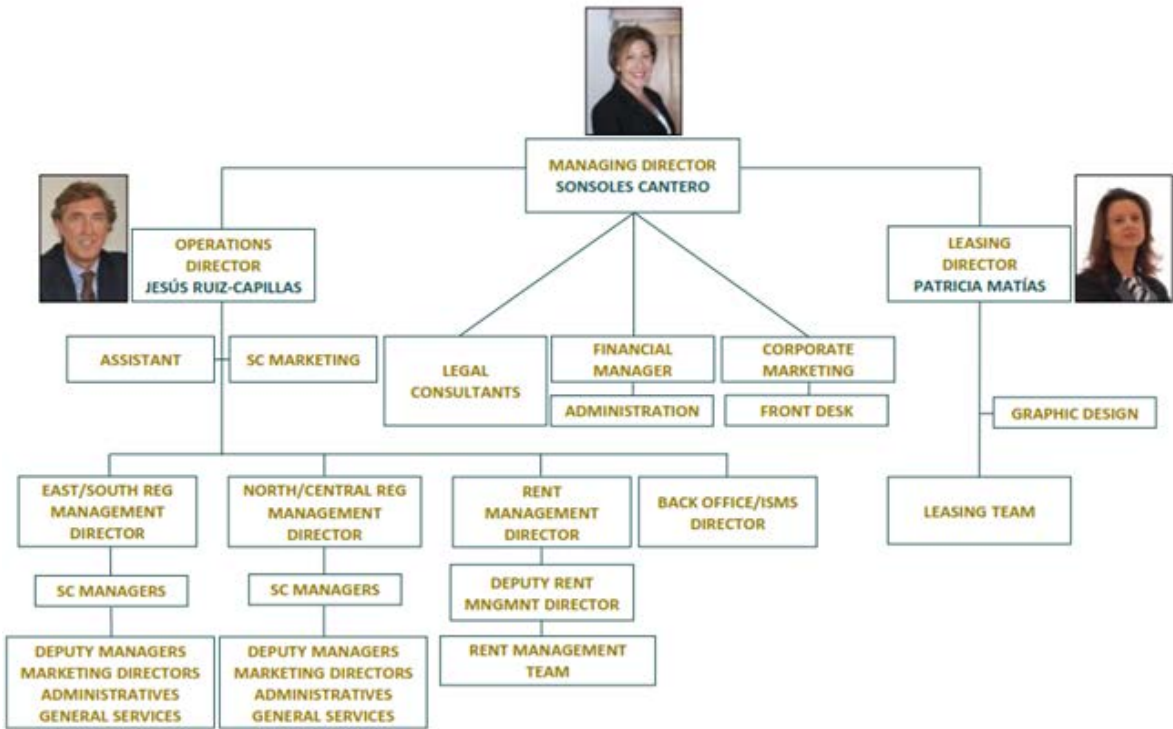 MANAGING DIRECTOR
SONSOLES CANTERO
OPERATIONS
DIRECTOR
JESÚS RUIZ-CAPILLAS
LEASING
DIRECTOR
PATRICIA MATÍAS
ASSISTANT
SC MARKETING
LEGAL
CONSULTANTS
FINANCIAL
MANAGER
CORPORATE
MARKETING
ADMINISTRATION
FRONT DESK
GRAPHIC DESIGN
EAST/SOUTH REG
MANAGEMENT
DIRECTOR
NORTH/CENTRAL REG
MANAGEMENT
DIRECTOR
RENT
MANAGEMENT
DIRECTOR
BACK OFFICE/ISMS
DIRECTOR
LEASING TEAM
SC MANAGERS
SC MANAGERS
DEPUTY RENT
MNGMNT DIRECTOR
DEPUTY MANAGERS
MARKETING DIRECTORS
ADMINISTRATIVES
GENERAL SERVICES
DEPUTY MANAGERS
MARKETING DIRECTORS
ADMINISTRATIVES
GENERAL SERVICES
RENT MANAGEMENT
TEAM